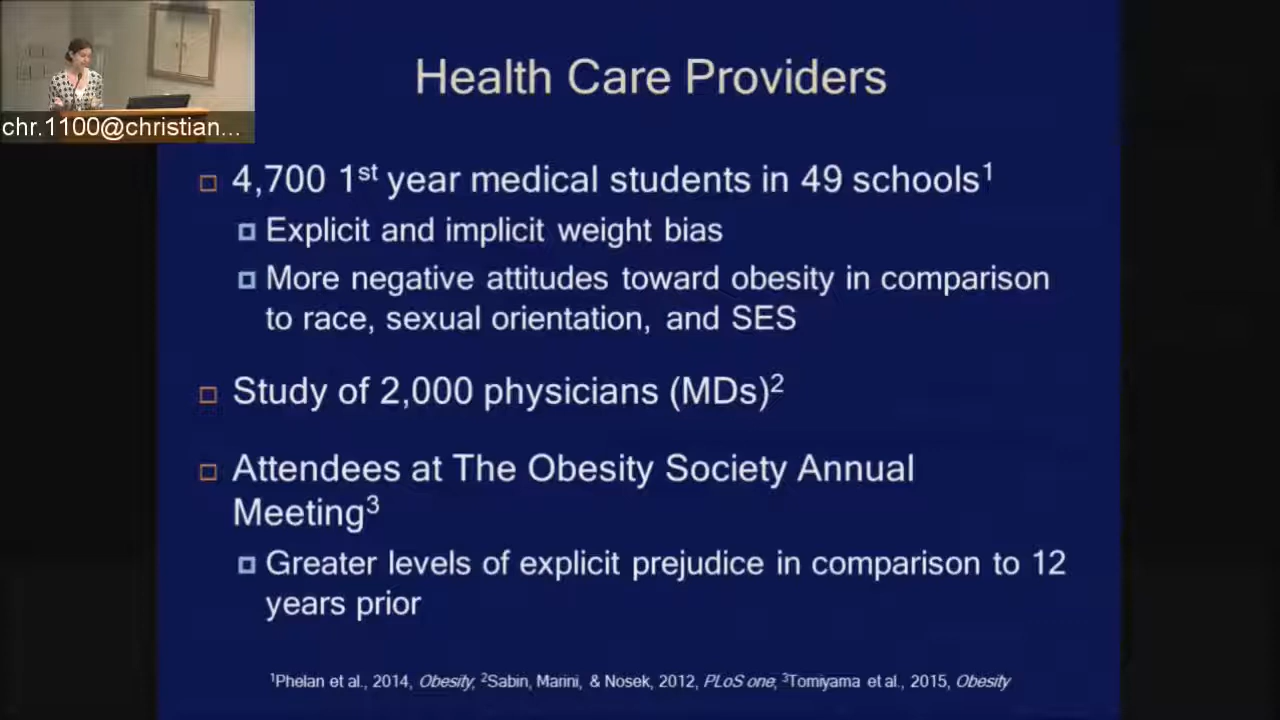 chr.1100@christian...
Health Care Providers
4,700 1st year medical students in 49 schools1
Explicit and implicit weight bias
More negative attitudes toward obesity in comparison
to race, sexual orientation, and SES
Study of 2,000 physicians (MDs)2
Attendees at The Obesity Society Annual
Meeting3
Greater levels of explicit prejudice in comparison to 12
years prior
1Phelan et al., 2014, Obesity; 2Sabin, Marini, & Nosek, 2012, PLoS one; 3Tomiyama et al., 2015, Obesity